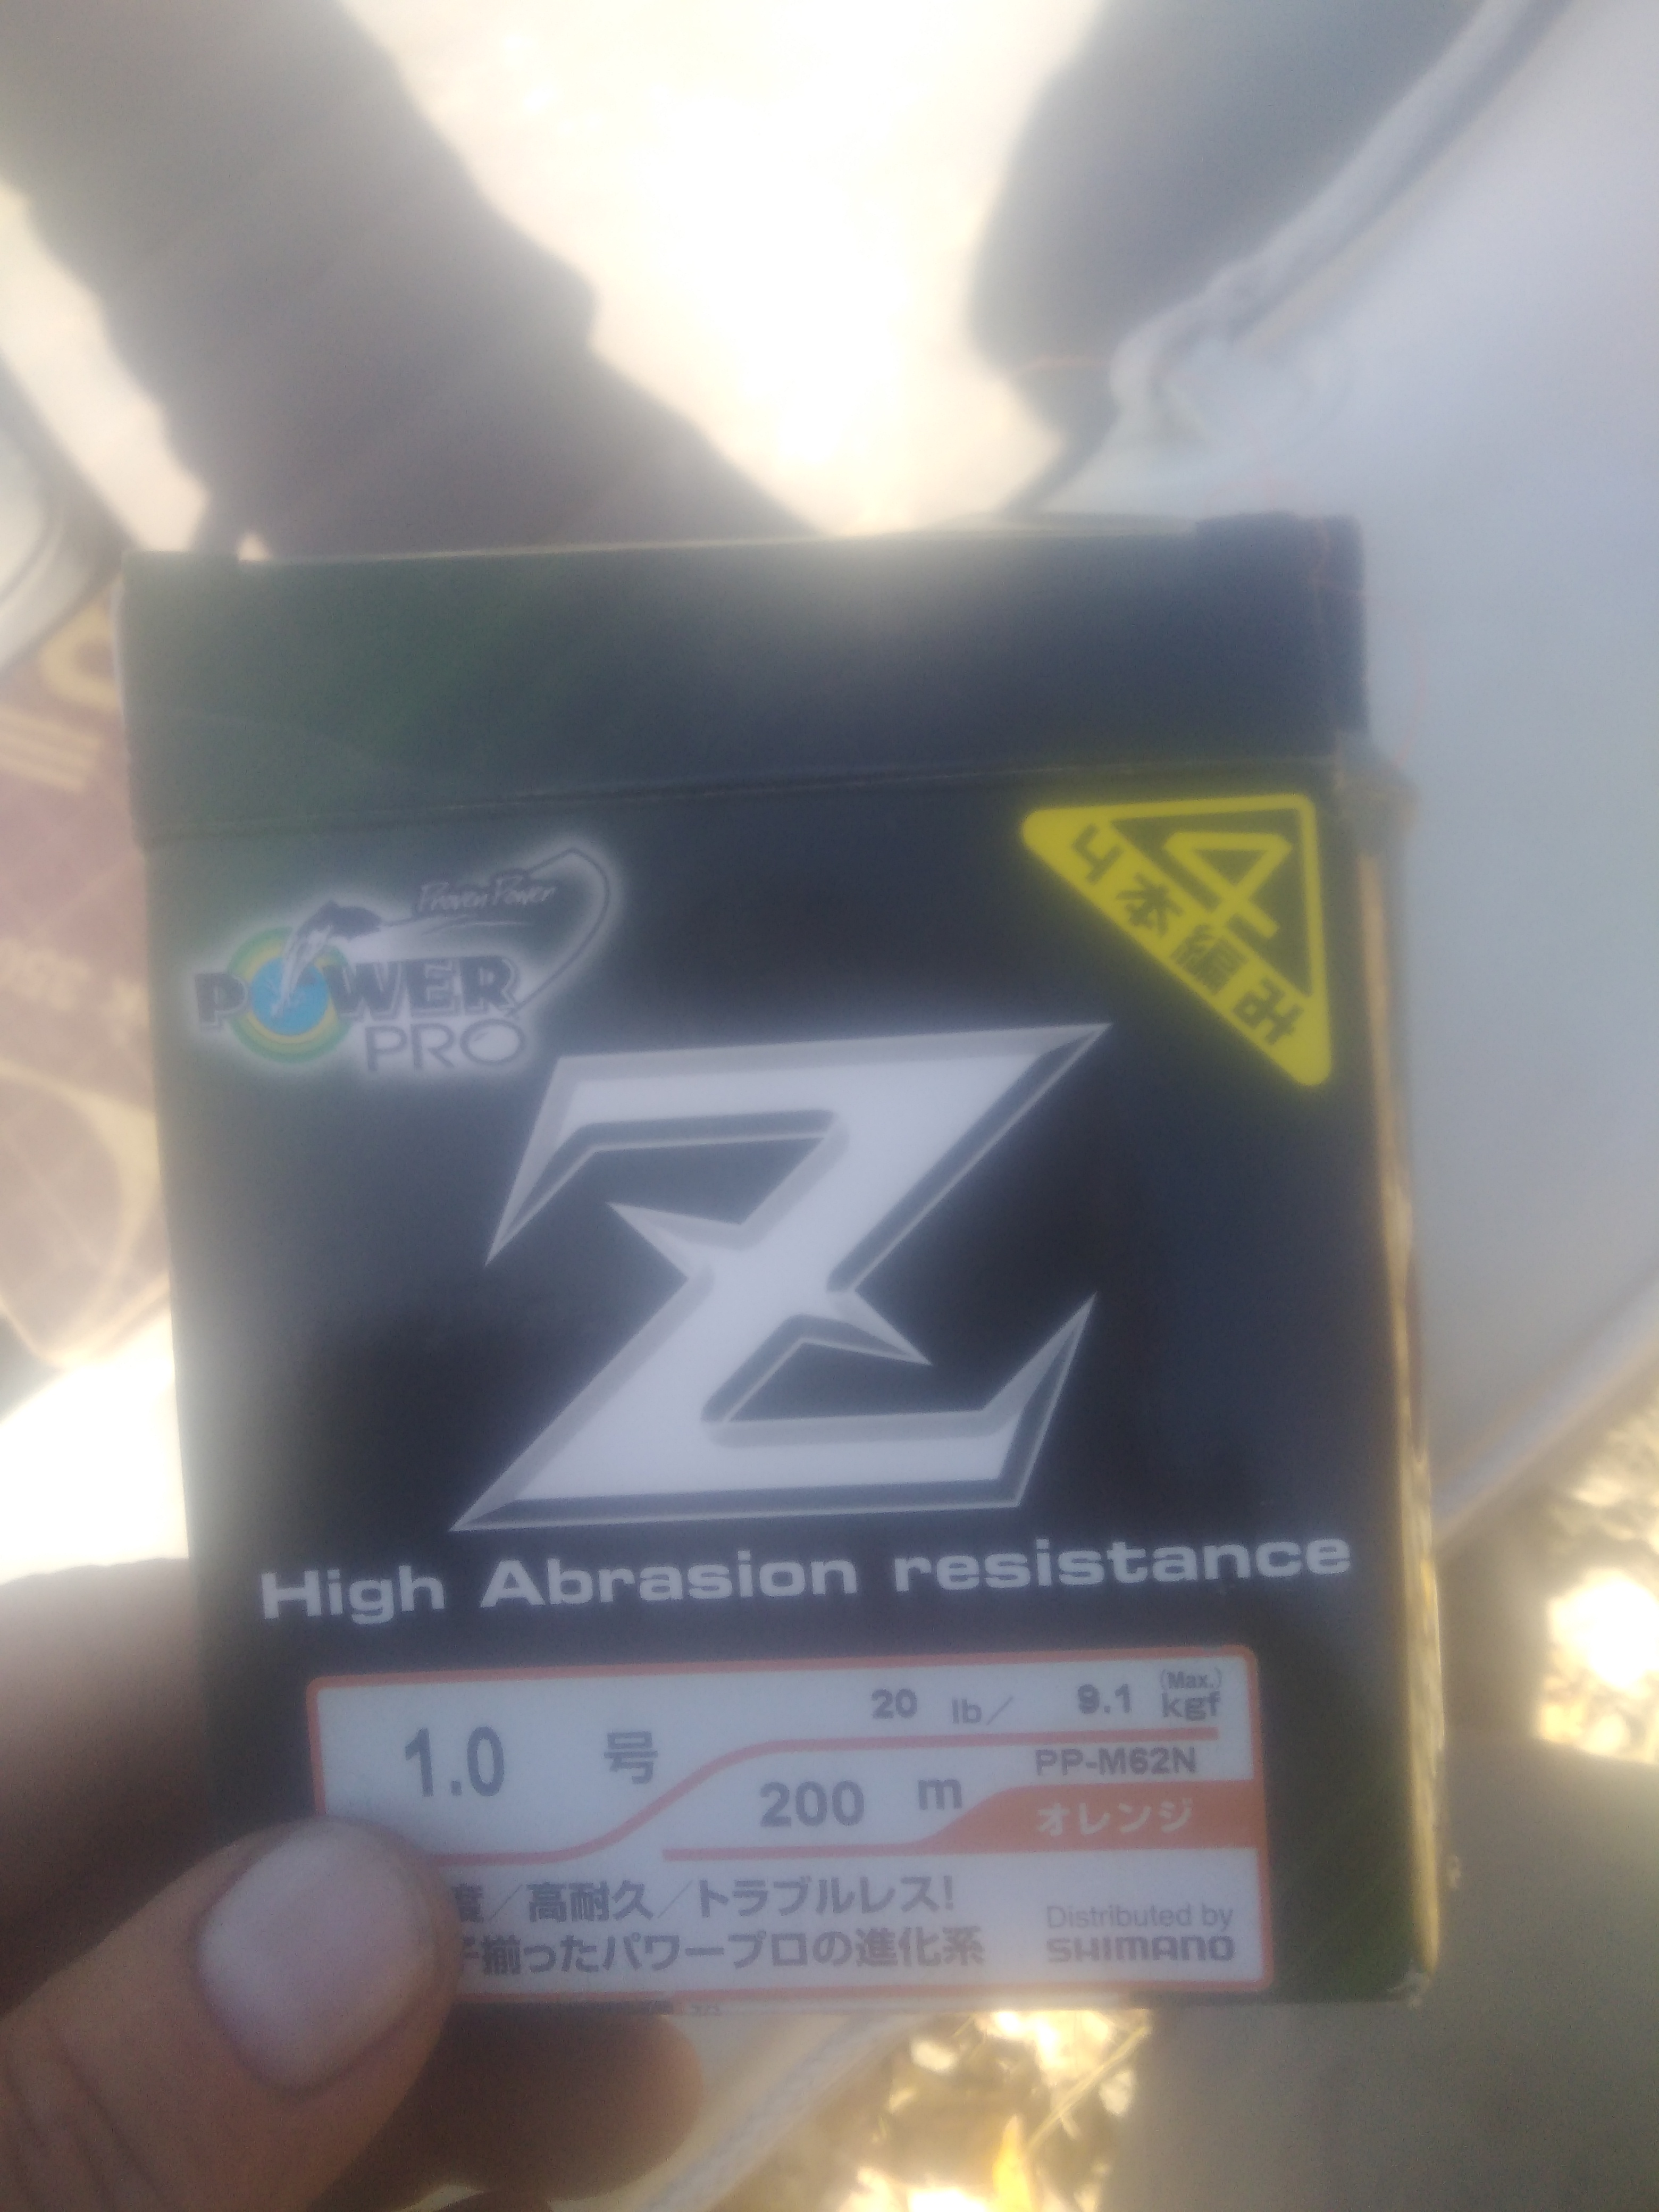 Proven Power
POWER
PRO
4
4本編み
Z
High Abrasion resistance
20 lb/ 9.1 (Max.) kgf
1.0 号
PP-M62N
200 m
オレンジ
度/高耐久/トラブルレス!
揃ったパワープロの進化系
Distributed by
SHIMANO